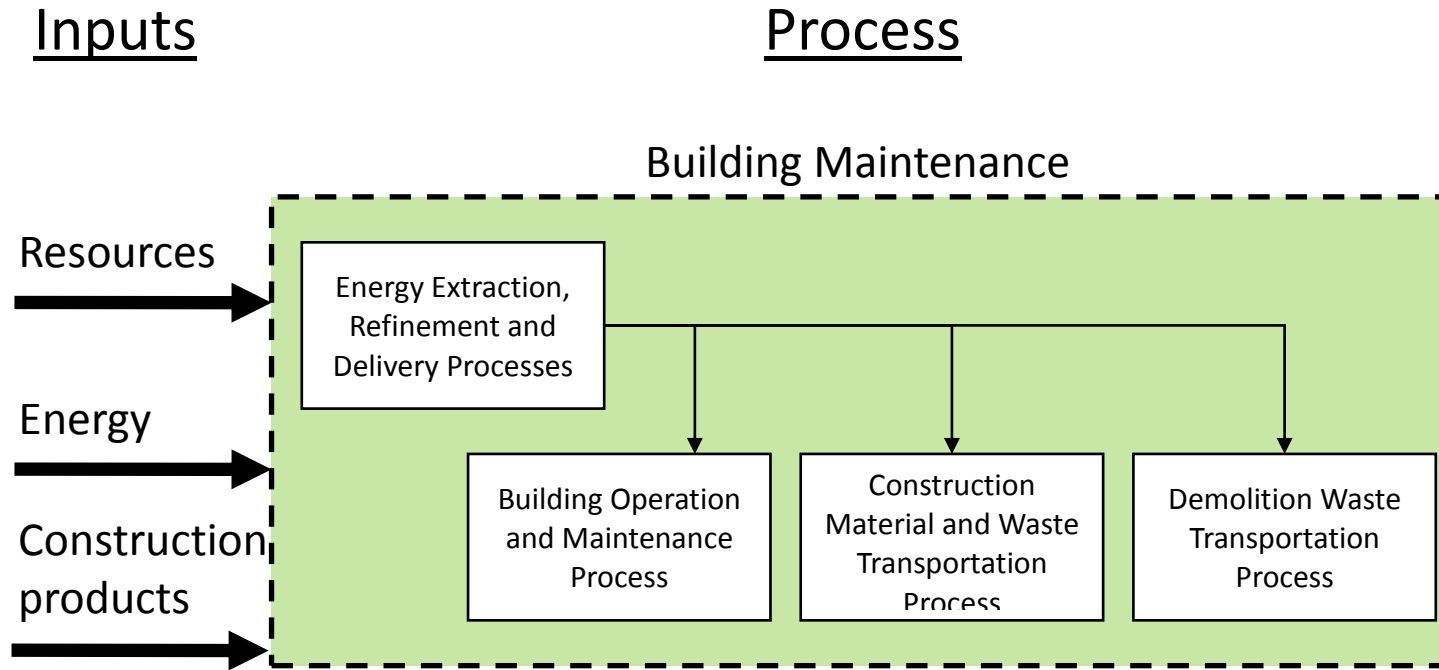 Inputs
Process
Building Maintenance
Resources
Energy Extraction,
Refinement and
Delivery Processes
Energy
Construction
products
Building Operation
and Maintenance
Process
Construction
Material and Waste
Transportation
Process
Demolition Waste
Transportation
Process